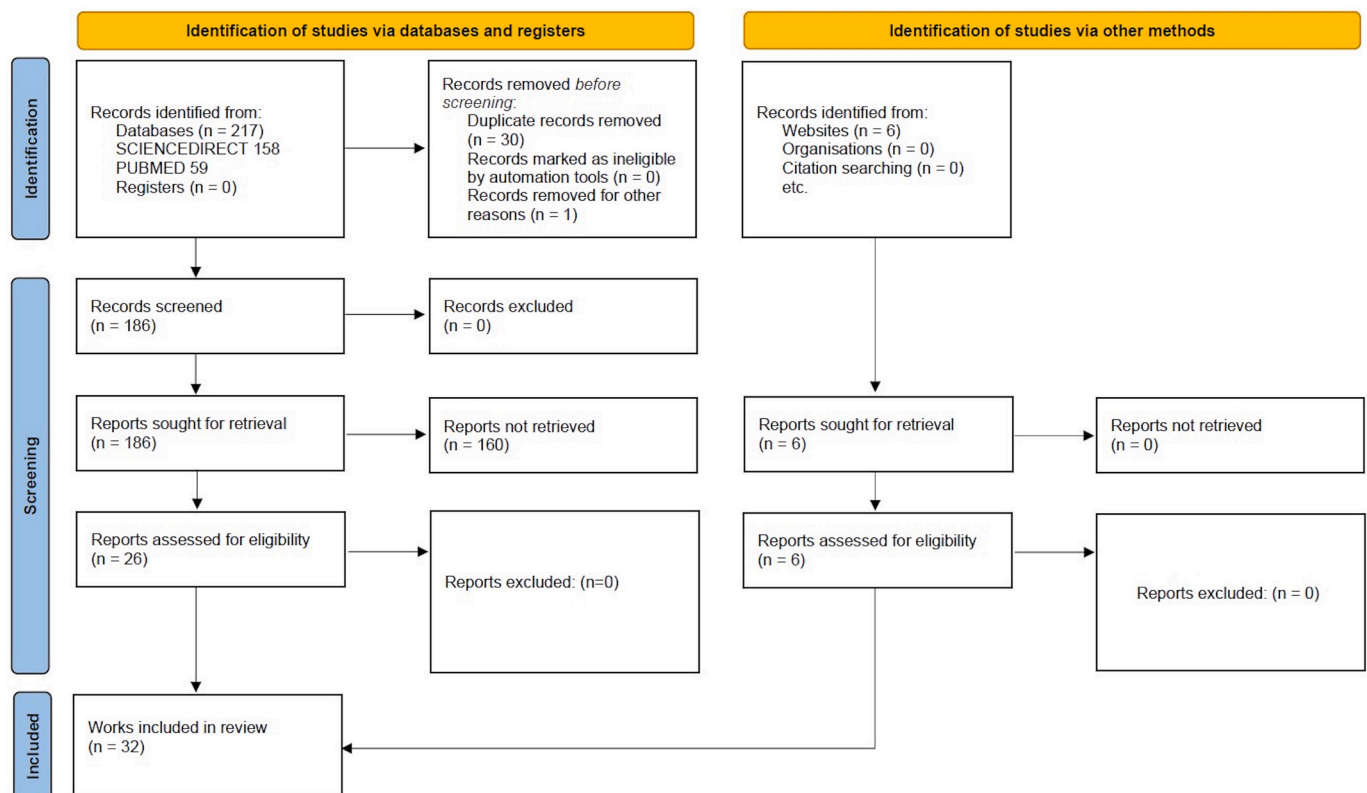 Identification of studies via databases and registers
Identification of studies via other methods
Identification
Records identified from:
Databases (n = 217)
SCIENCEDIRECT 158
PUBMED 59
Registers (n = 0)
Records removed before
screening:
Duplicate records removed
(n = 30)
Records marked as ineligible
by automation tools (n = 0)
Records removed for other
reasons (n = 1)
Records identified from:
Websites (n = 6)
Organisations (n = 0)
Citation searching (n = 0)
etc.
Screening
Records screened
(n = 186)
Records excluded
(n = 0)
Reports sought for retrieval
(n = 186)
Reports not retrieved
(n = 160)
Reports sought for retrieval
(n = 6)
Reports not retrieved
(n = 0)
Reports assessed for eligibility
(n = 26)
Reports excluded: (n=0)
Reports assessed for eligibility
(n = 6)
Reports excluded: (n = 0)
Included
Works included in review
(n = 32)